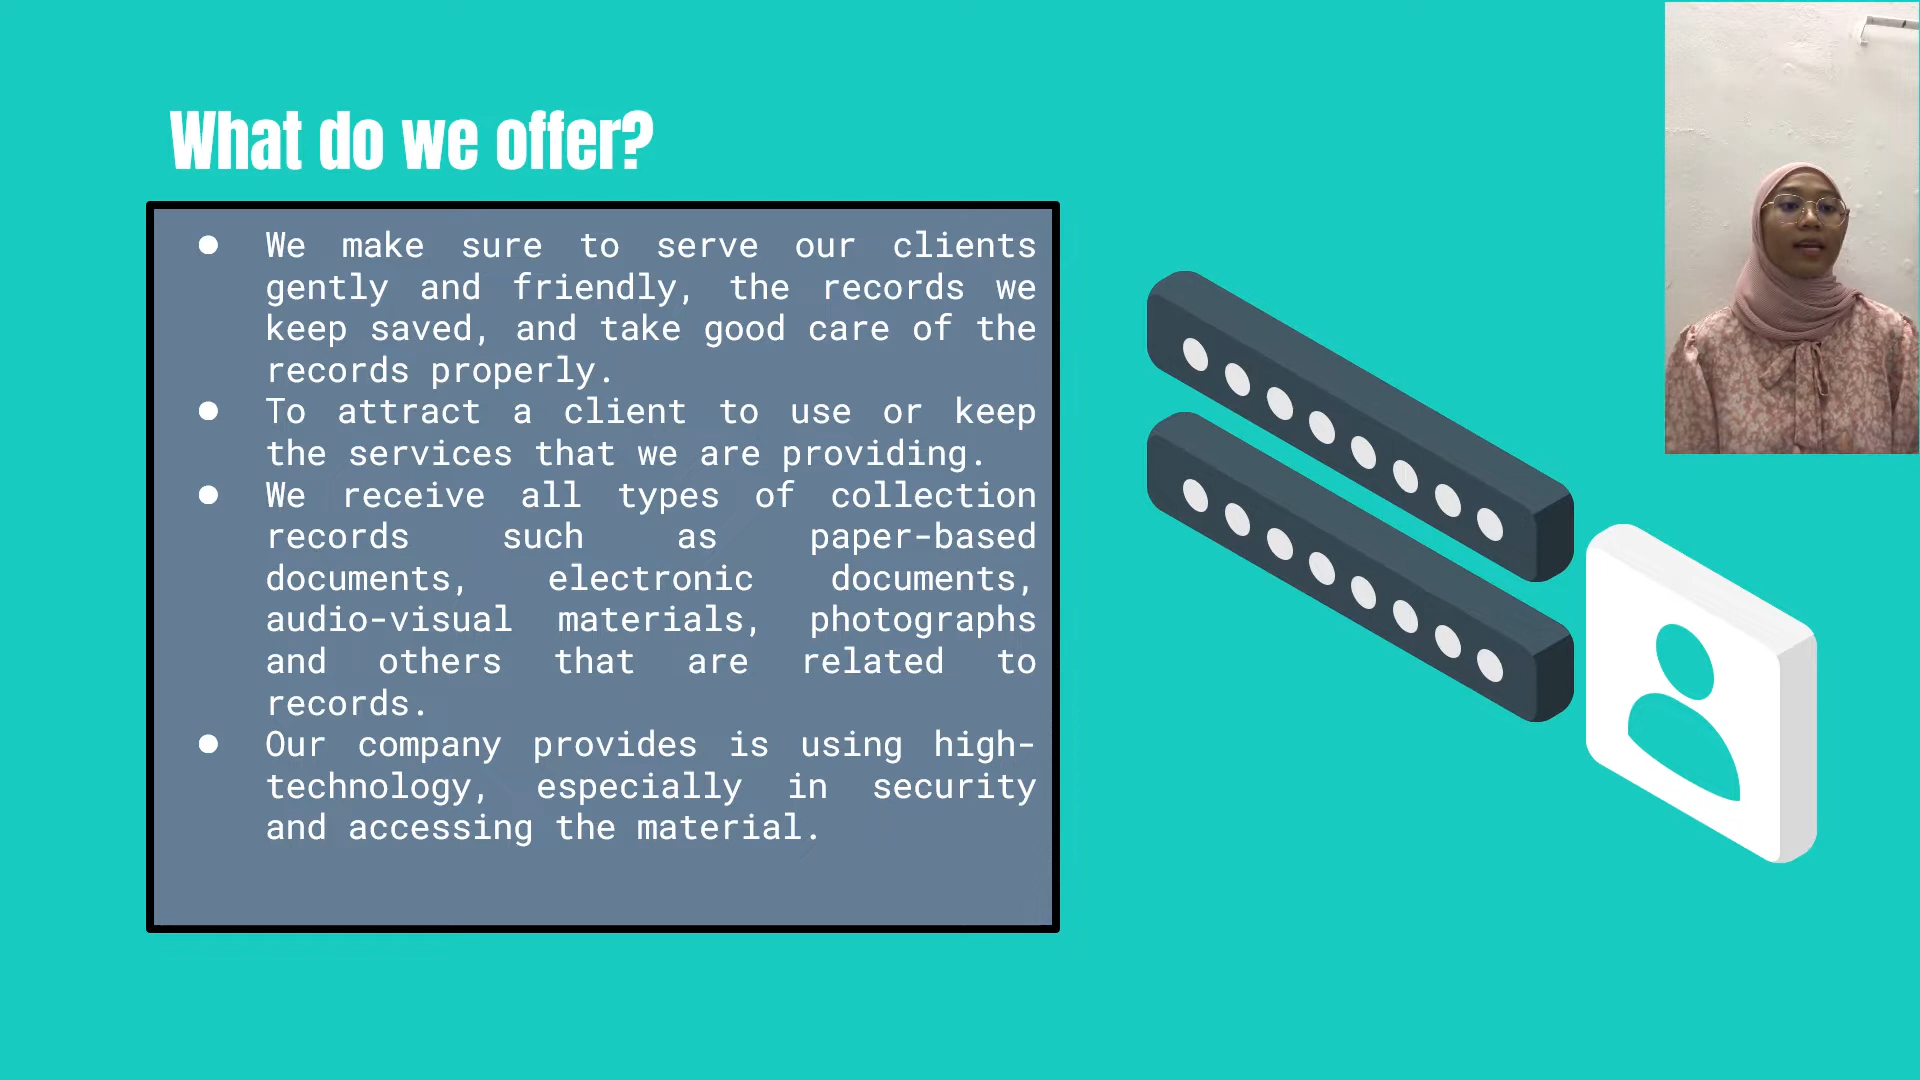 What do we offer?
● We make sure to serve our clients
gently and friendly, the records we
keep saved, and take good care of the
records properly.
● To attract a client to use or keep
the services that we are providing.
● We receive all types of collection
records such as paper-based
documents, electronic documents,
audio-visual materials, photographs
and others that are related to
records.
● Our company provides is using high-
technology, especially in security
and accessing the material.